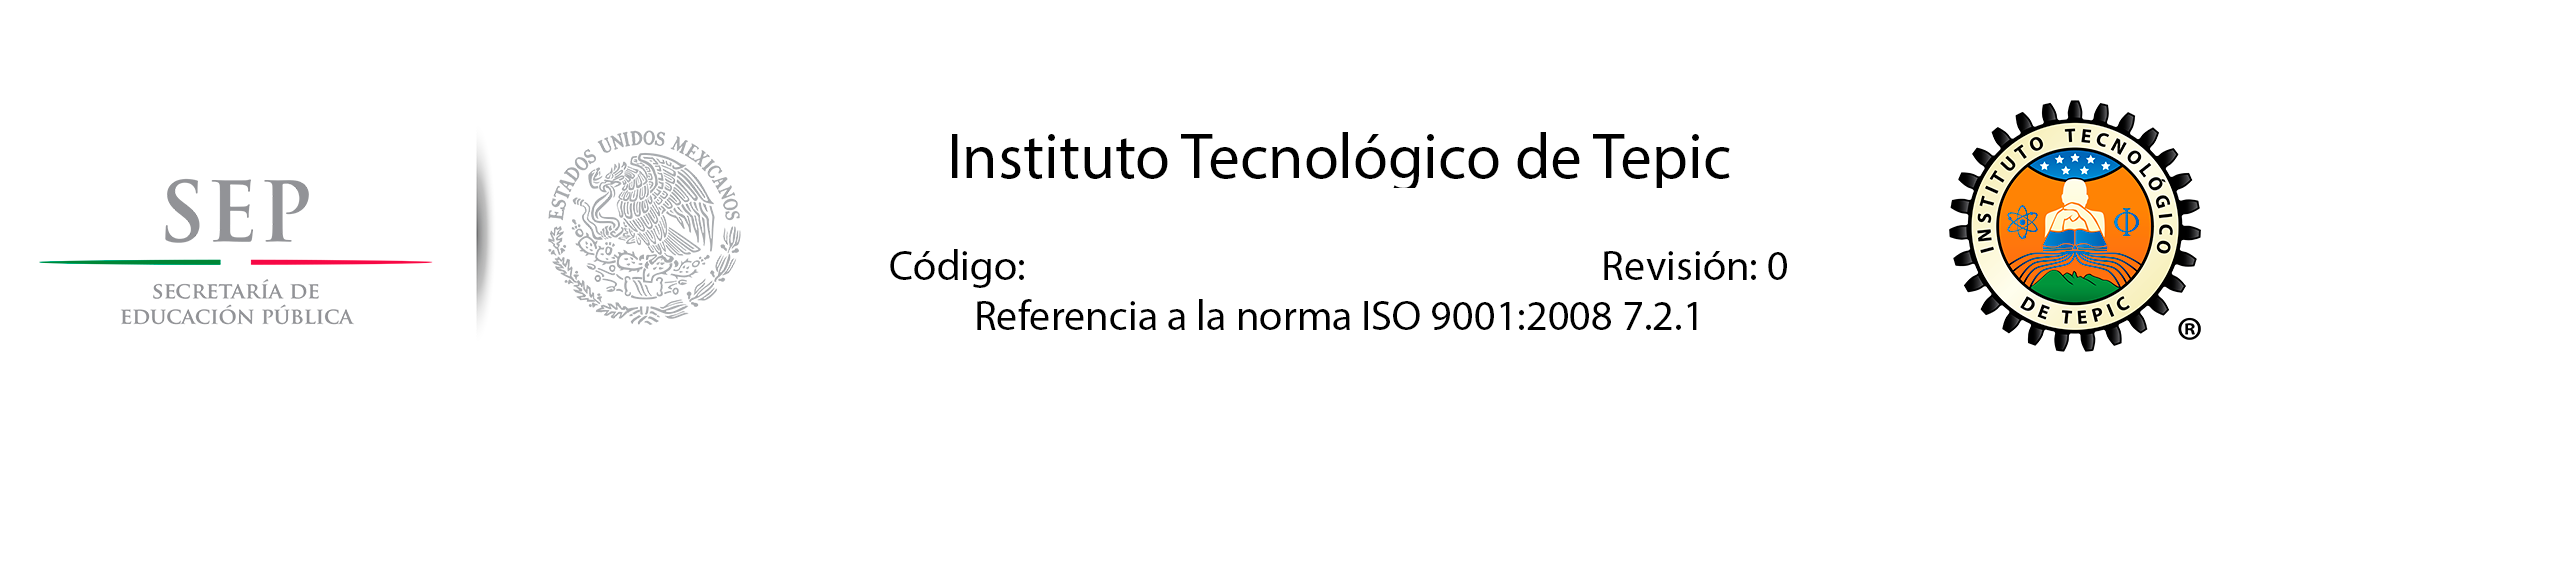 SEP
SECRETARÍA DE
EDUCACIÓN PÚBLICA
ESTADOS UNIDOS MEXICANOS
Instituto Tecnológico de Tepic
Código: Revisión: 0
Referencia a la norma ISO 9001:2008 7.2.1
INSTITUTO TECNOLÓGICO
DE TEPIC
Φ
®